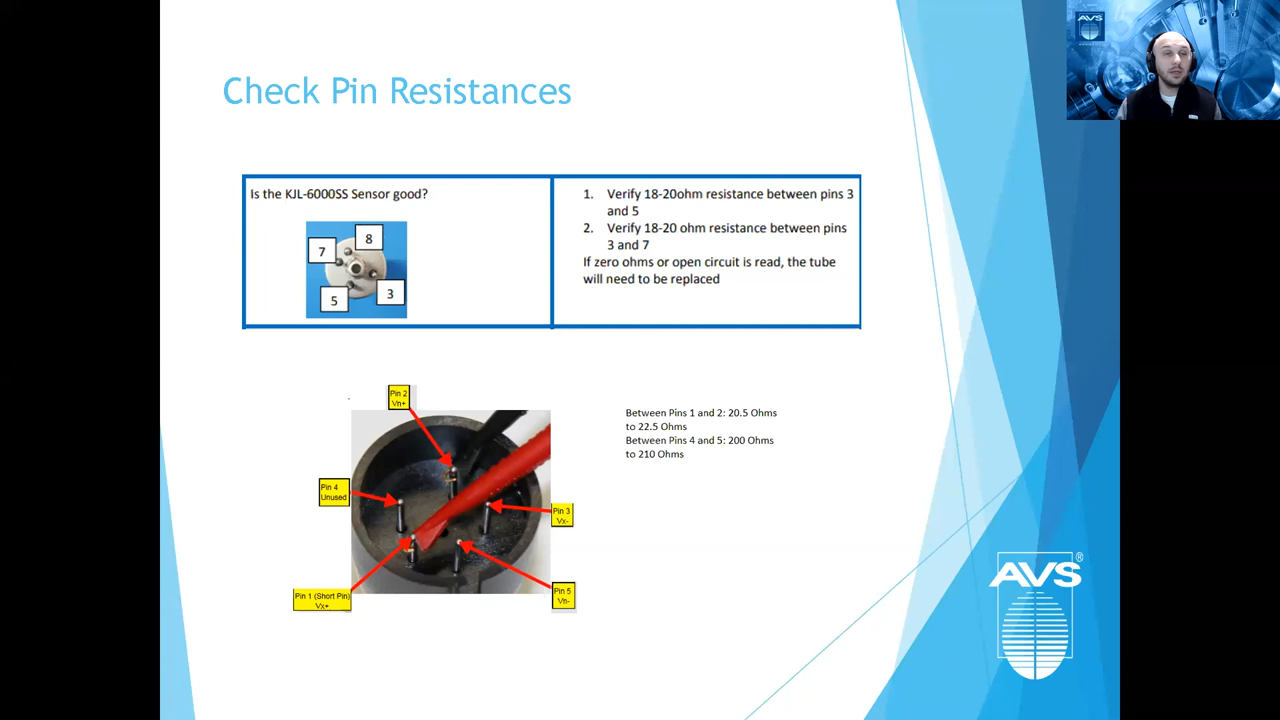 AVS
Check Pin Resistances
Is the KJL-6000SS Sensor good?
8
7
3
5
1. Verify 18-20ohm resistance between pins 3
and 5
2. Verify 18-20 ohm resistance between pins
3 and 7
If zero ohms or open circuit is read, the tube
will need to be replaced
Pin 2
Vn+
Pin 4
Unused
Pin 3
Vx-
Pin 1 (Short Pin)
Vx+
Pin 5
Vn-
Between Pins 1 and 2: 20.5 Ohms
to 22.5 Ohms
Between Pins 4 and 5: 200 Ohms
to 210 Ohms
AVS®